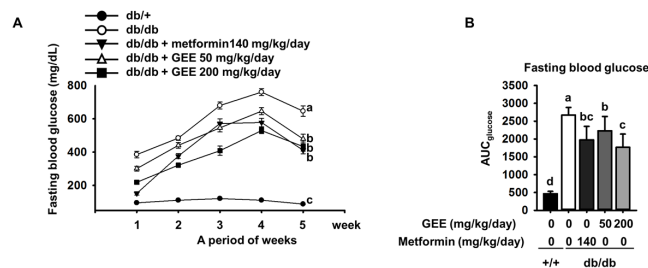 A
db/+
db/db
db/db + metformin140 mg/kg/day
db/db + GEE 50 mg/kg/day
db/db + GEE 200 mg/kg/day
Fasting blood glucose (mg/dL)
800
600
400
200
a
b
b
b
c
1 2 3 4 5 week
A period of weeks
B
Fasting blood glucose
AUCglucose
3500
3000
2500
2000
1500
1000
500
0
d
a
bc
b
c
GEE (mg/kg/day) 0 0 0 50 200
Metformin (mg/kg/day) 0 0 140 0 0
+/+ db/db